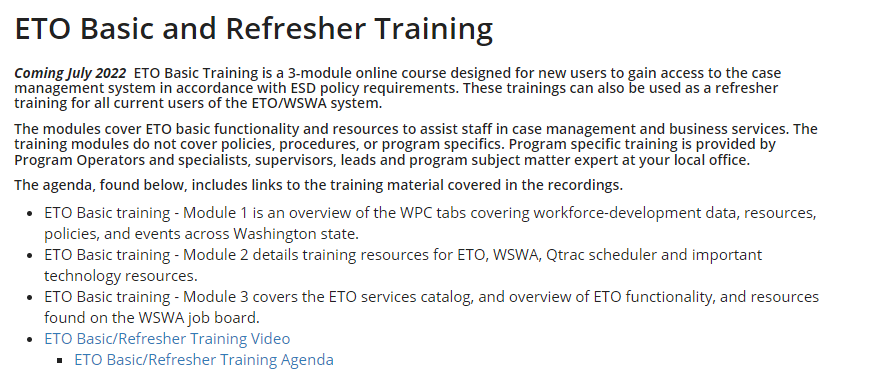 ETO Basic and Refresher Training
Coming July 2022  ETO Basic Training is a 3-module online course designed for new users to gain access to the case
management system in accordance with ESD policy requirements. These trainings can also be used as a refresher
training for all current users of the ETO/WSWA system.
The modules cover ETO basic functionality and resources to assist staff in case management and business services. The
training modules do not cover policies, procedures, or program specifics. Program specific training is provided by
Program Operators and specialists, supervisors, leads and program subject matter expert at your local office.
The agenda, found below, includes links to the training material covered in the recordings.
• ETO Basic training - Module 1 is an overview of the WPC tabs covering workforce-development data, resources,
policies, and events across Washington state.
• ETO Basic training - Module 2 details training resources for ETO, WSWA, Qtrac scheduler and important
technology resources.
• ETO Basic training - Module 3 covers the ETO services catalog, and overview of ETO functionality, and resources
found on the WSWA job board.
• ETO Basic/Refresher Training Video
▪ ETO Basic/Refresher Training Agenda